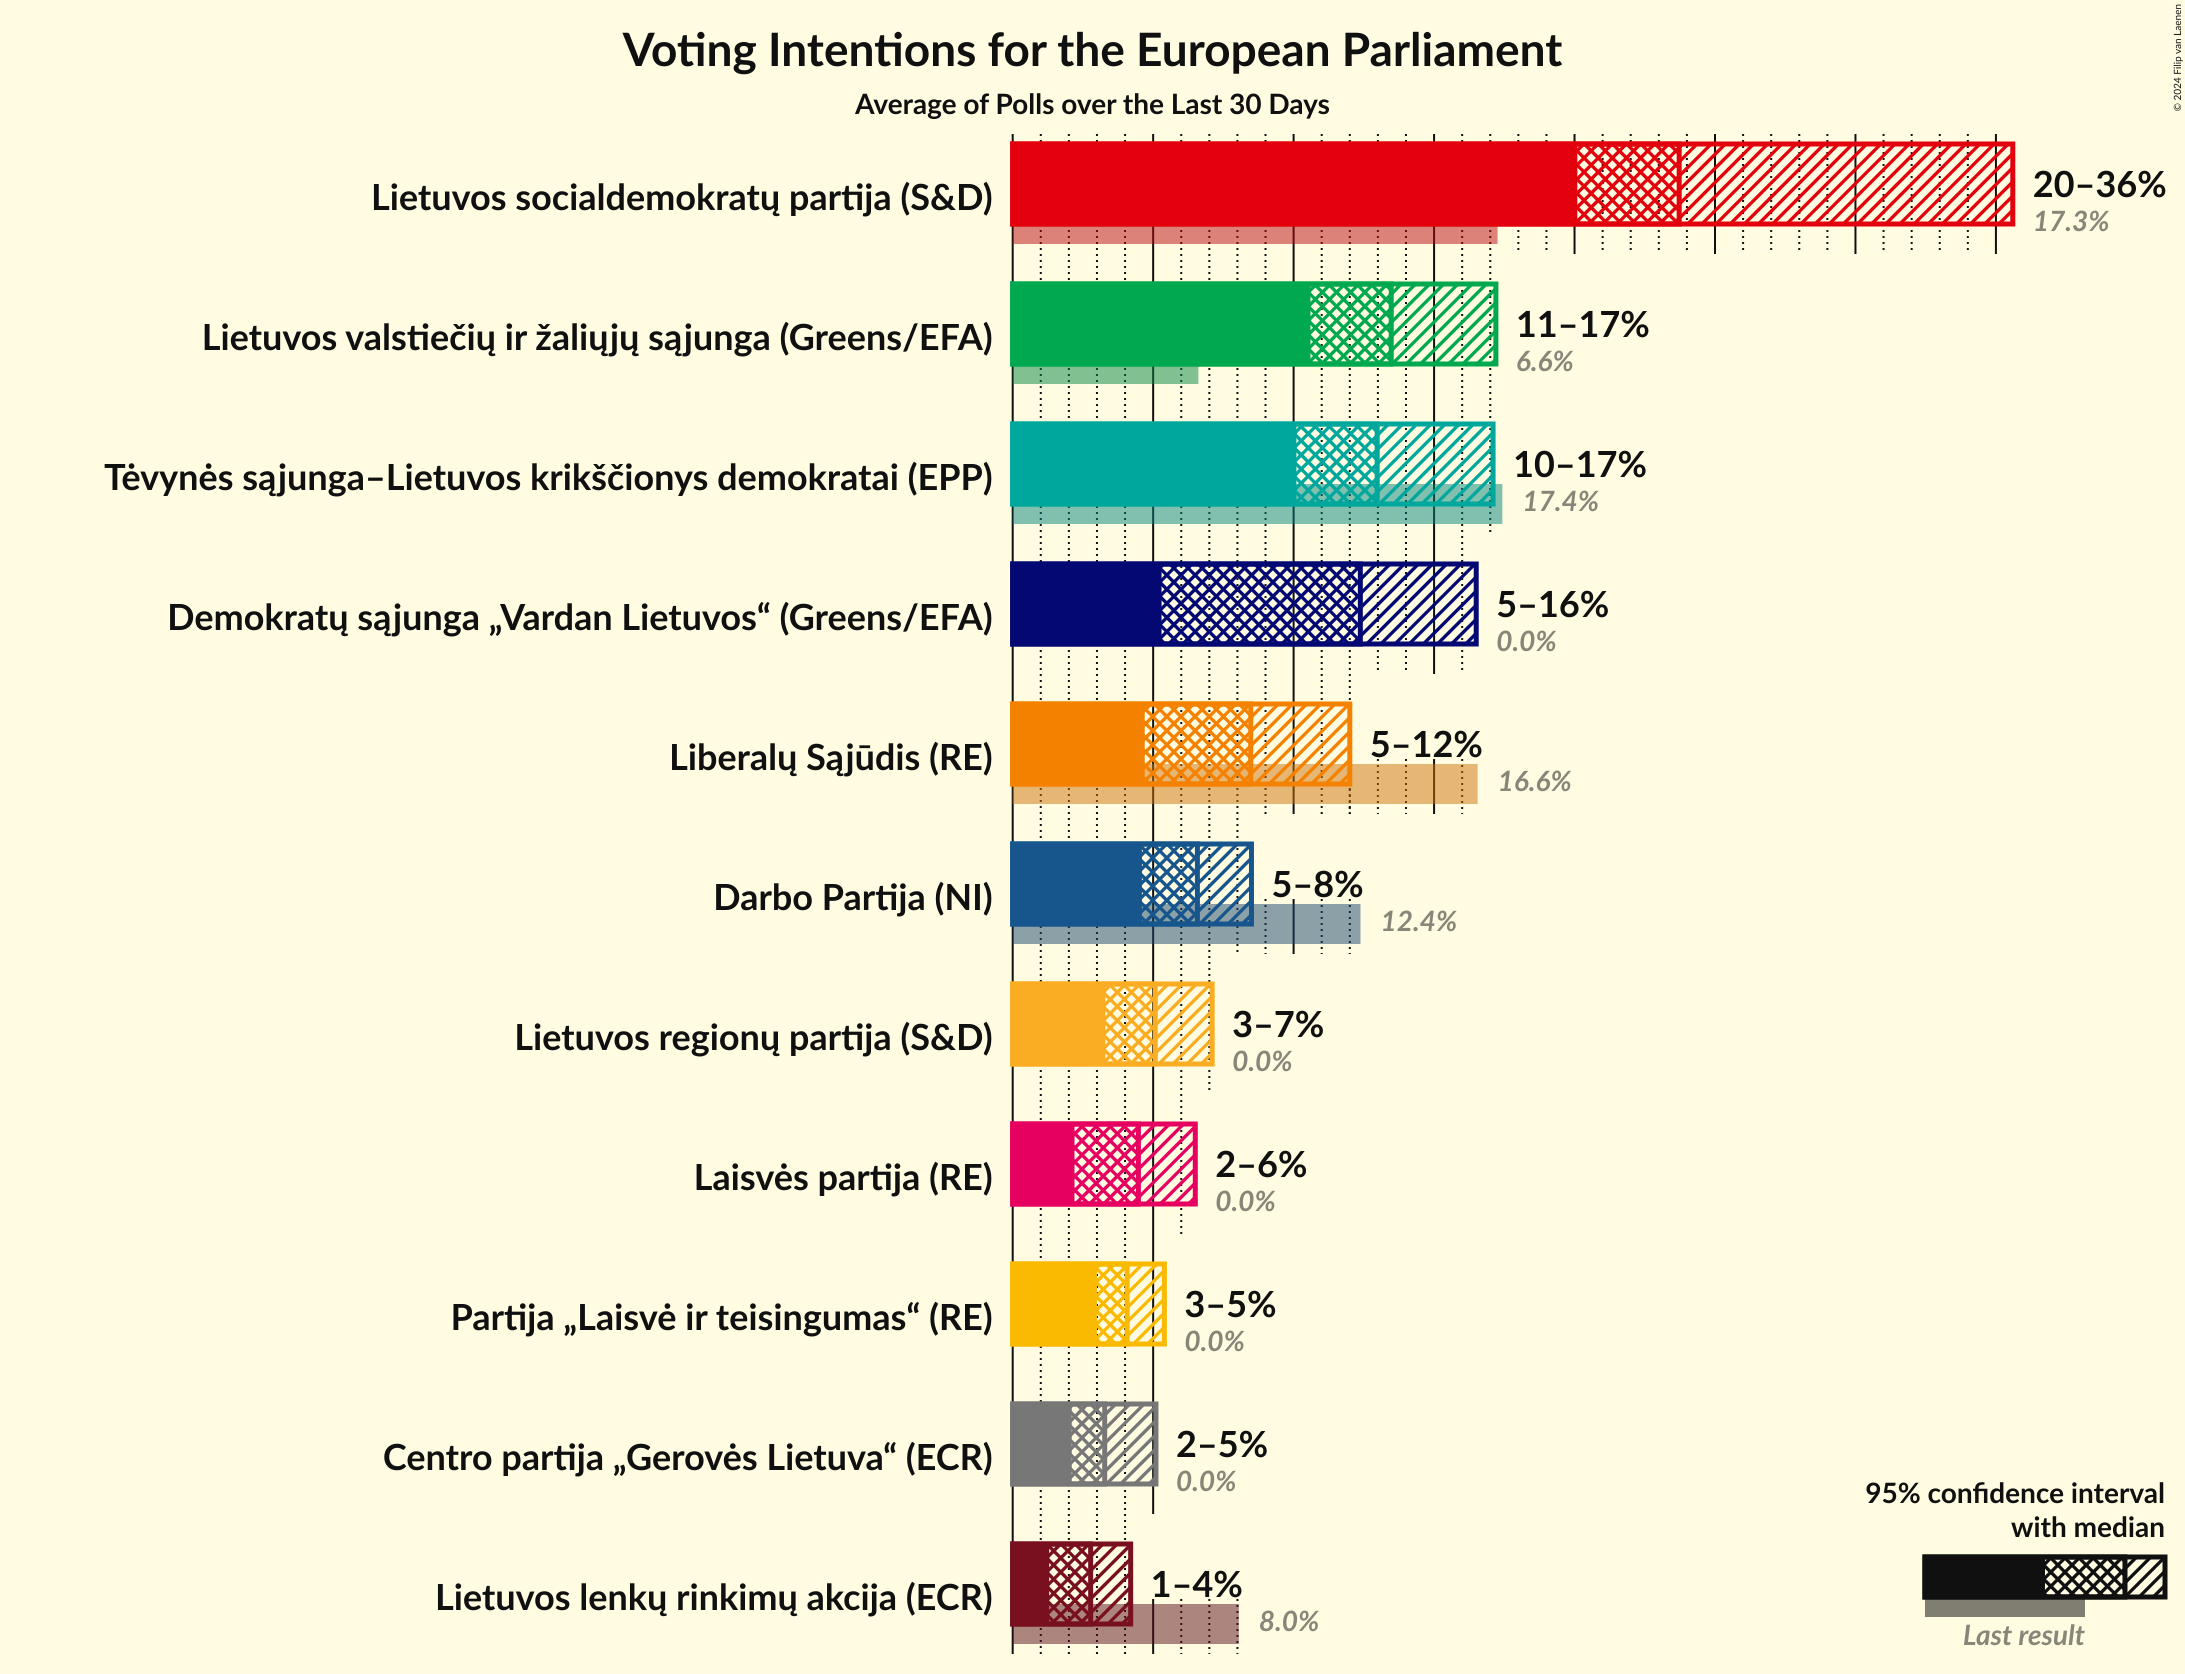 Voting Intentions for the European Parliament
Average of Polls over the Last 30 Days
© 2024 Filip van Laenen
Lietuvos socialdemokratų partija (S&D)
20–36%
17.3%
Lietuvos valstiečių ir žaliųjų sąjunga (Greens/EFA)
11–17%
6.6%
Tėvynės sąjunga–Lietuvos krikščionys demokratai (EPP)
10–17%
17.4%
Demokratų sąjunga „Vardan Lietuvos“ (Greens/EFA)
5–16%
0.0%
Liberalų Sąjūdis (RE)
5–12%
16.6%
Darbo Partija (NI)
5–8%
12.4%
Lietuvos regionų partija (S&D)
3–7%
0.0%
Laisvės partija (RE)
2–6%
0.0%
Partija „Laisvė ir teisingumas“ (RE)
3–5%
0.0%
Centro partija „Gerovės Lietuva“ (ECR)
2–5%
0.0%
Lietuvos lenkų rinkimų akcija (ECR)
1–4%
8.0%
95% confidence interval
with median
Last result